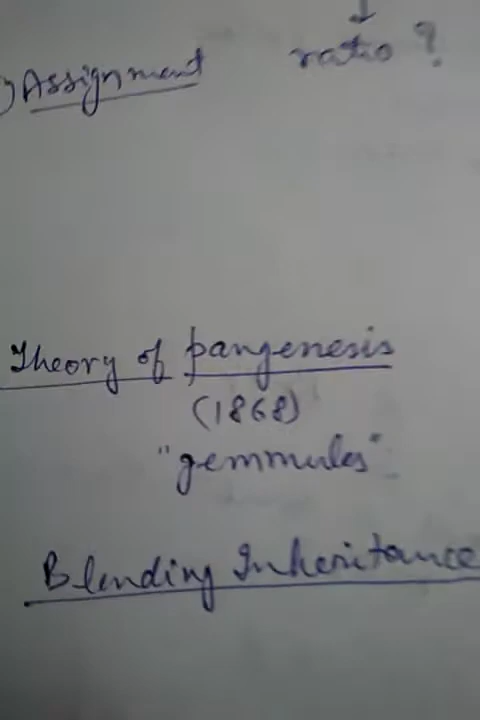 ratio ?
) Assignment
Theory of pangenesis
(1868)
"gemmules"
Blending Inheritance